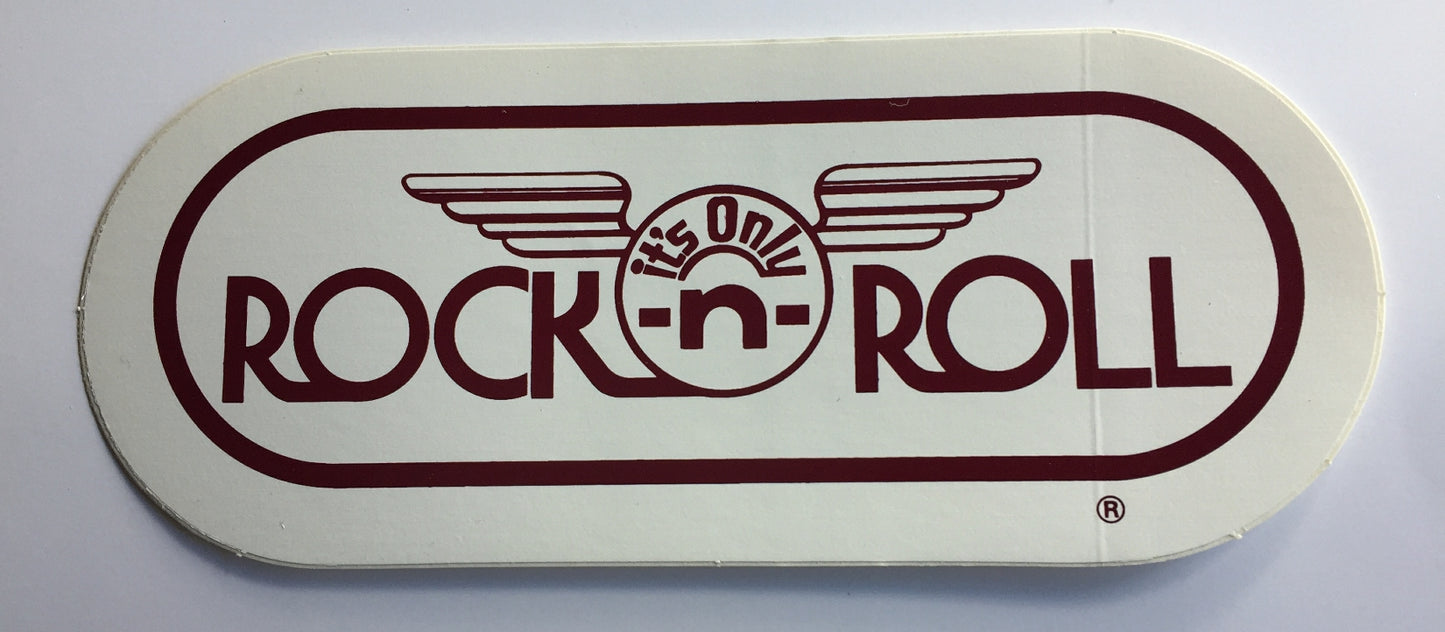 it's Only
ROCK -n- ROLL
®